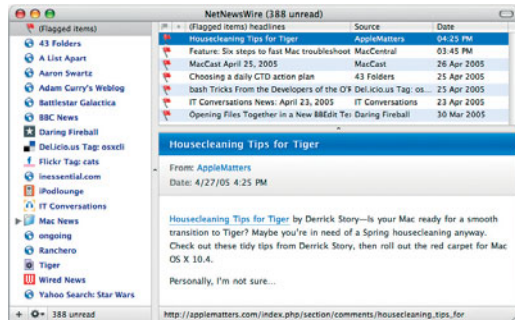 NetNewsWire (388 unread)
(Flagged items)
43 Folders
A List Apart
Aaron Swartz
Adam Curry's Weblog
Battlestar Galactica
BBC News
Daring Fireball
Del.icio.us Tag: osxcli
Flickr Tag: cats
inessential.com
iPodlounge
IT Conversations
Mac News
ongoing
Ranchero
Tiger
Wired News
Yahoo Search: Star Wars
388 unread
(Flagged items) headlines Source Date
Housecleaning Tips for Tiger AppleMatters 04:25 PM
Feature: Six steps to fast Mac troubleshoot MacCentral 03:45 PM
MacCast April 25, 2005 MacCast 26 Apr 2005
Choosing a daily GTD action plan 43 Folders 25 Apr 2005
bash Tricks From the Developers of the O'R Del.icio.us Tag: os... 25 Apr 2005
IT Conversations News: April 23, 2005 IT Conversations 23 Apr 2005
Opening Files Together in a New BBEdit Te: Daring Fireball 30 Mar 2005
Housecleaning Tips for Tiger
From: AppleMatters
Date: 4/27/05 4:25 PM
Housecleaning Tips for Tiger by Derrick Story—Is your Mac ready for a smooth
transition to Tiger? Maybe you're in need of a Spring housecleaning anyway.
Check out these tidy tips from Derrick Story, then roll out the red carpet for Mac
OS X 10.4.
Personally, I'm not sure...
http://applematters.com/index.php/section/comments/housecleaning_tips_for